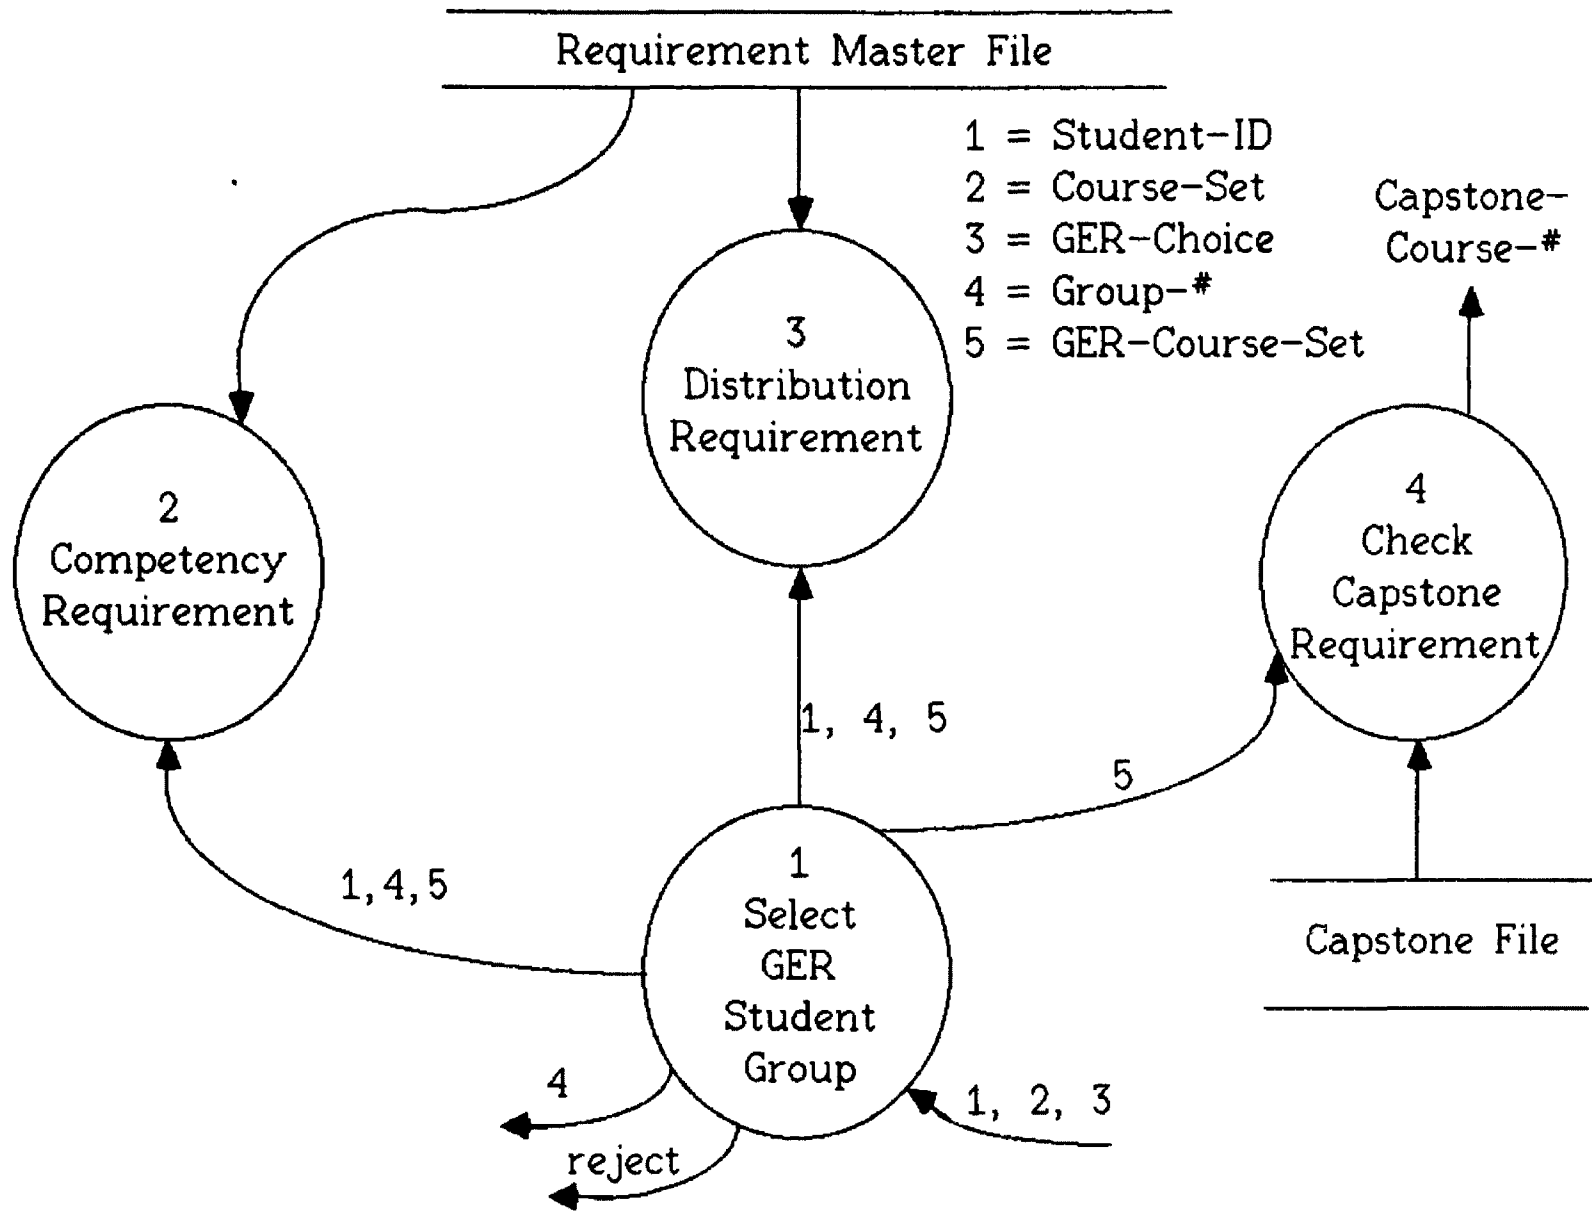 Requirement Master File
1 = Student-ID
2 = Course-Set
3 = GER-Choice
4 = Group-#
5 = GER-Course-Set
Capstone-
Course-#
3
Distribution
Requirement
2
Competency
Requirement
4
Check
Capstone
Requirement
1, 4, 5
5
1,4,5
1
Select
GER
Student
Group
Capstone File
4
reject
1, 2, 3